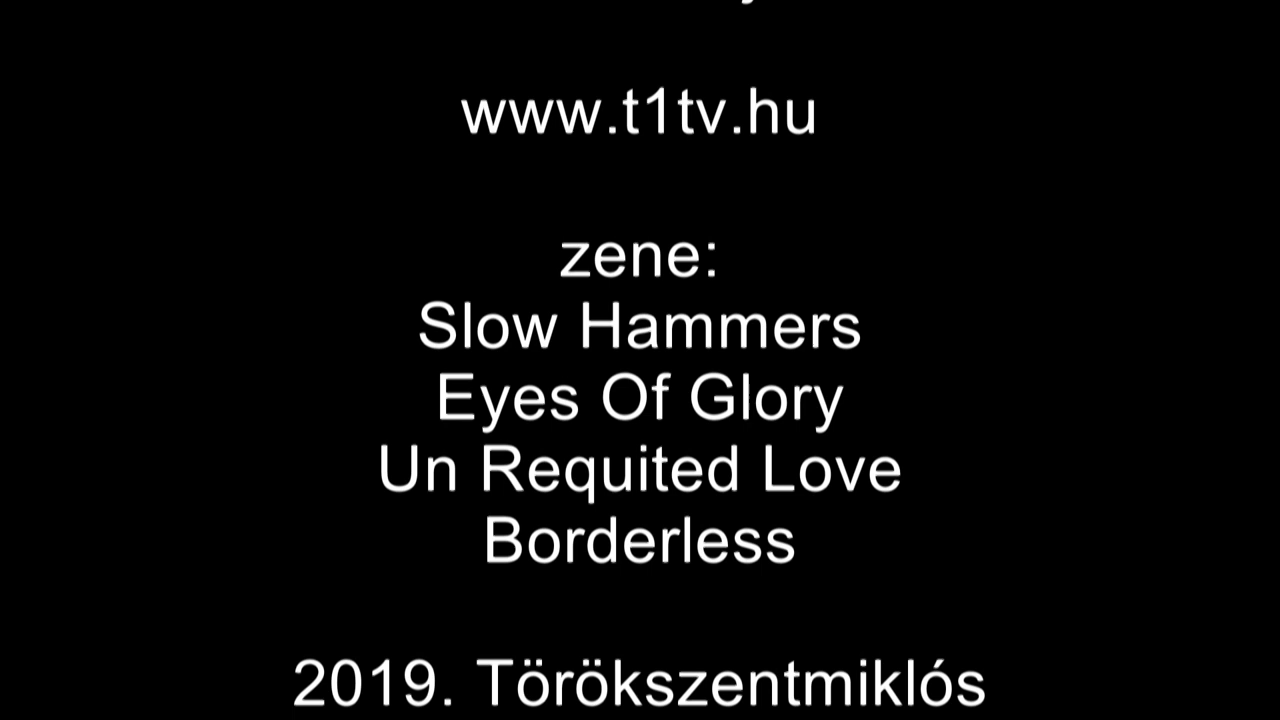 www.t1tv.hu
zene:
Slow Hammers
Eyes Of Glory
Un Requited Love
Borderless
2019. Törökszentmiklós